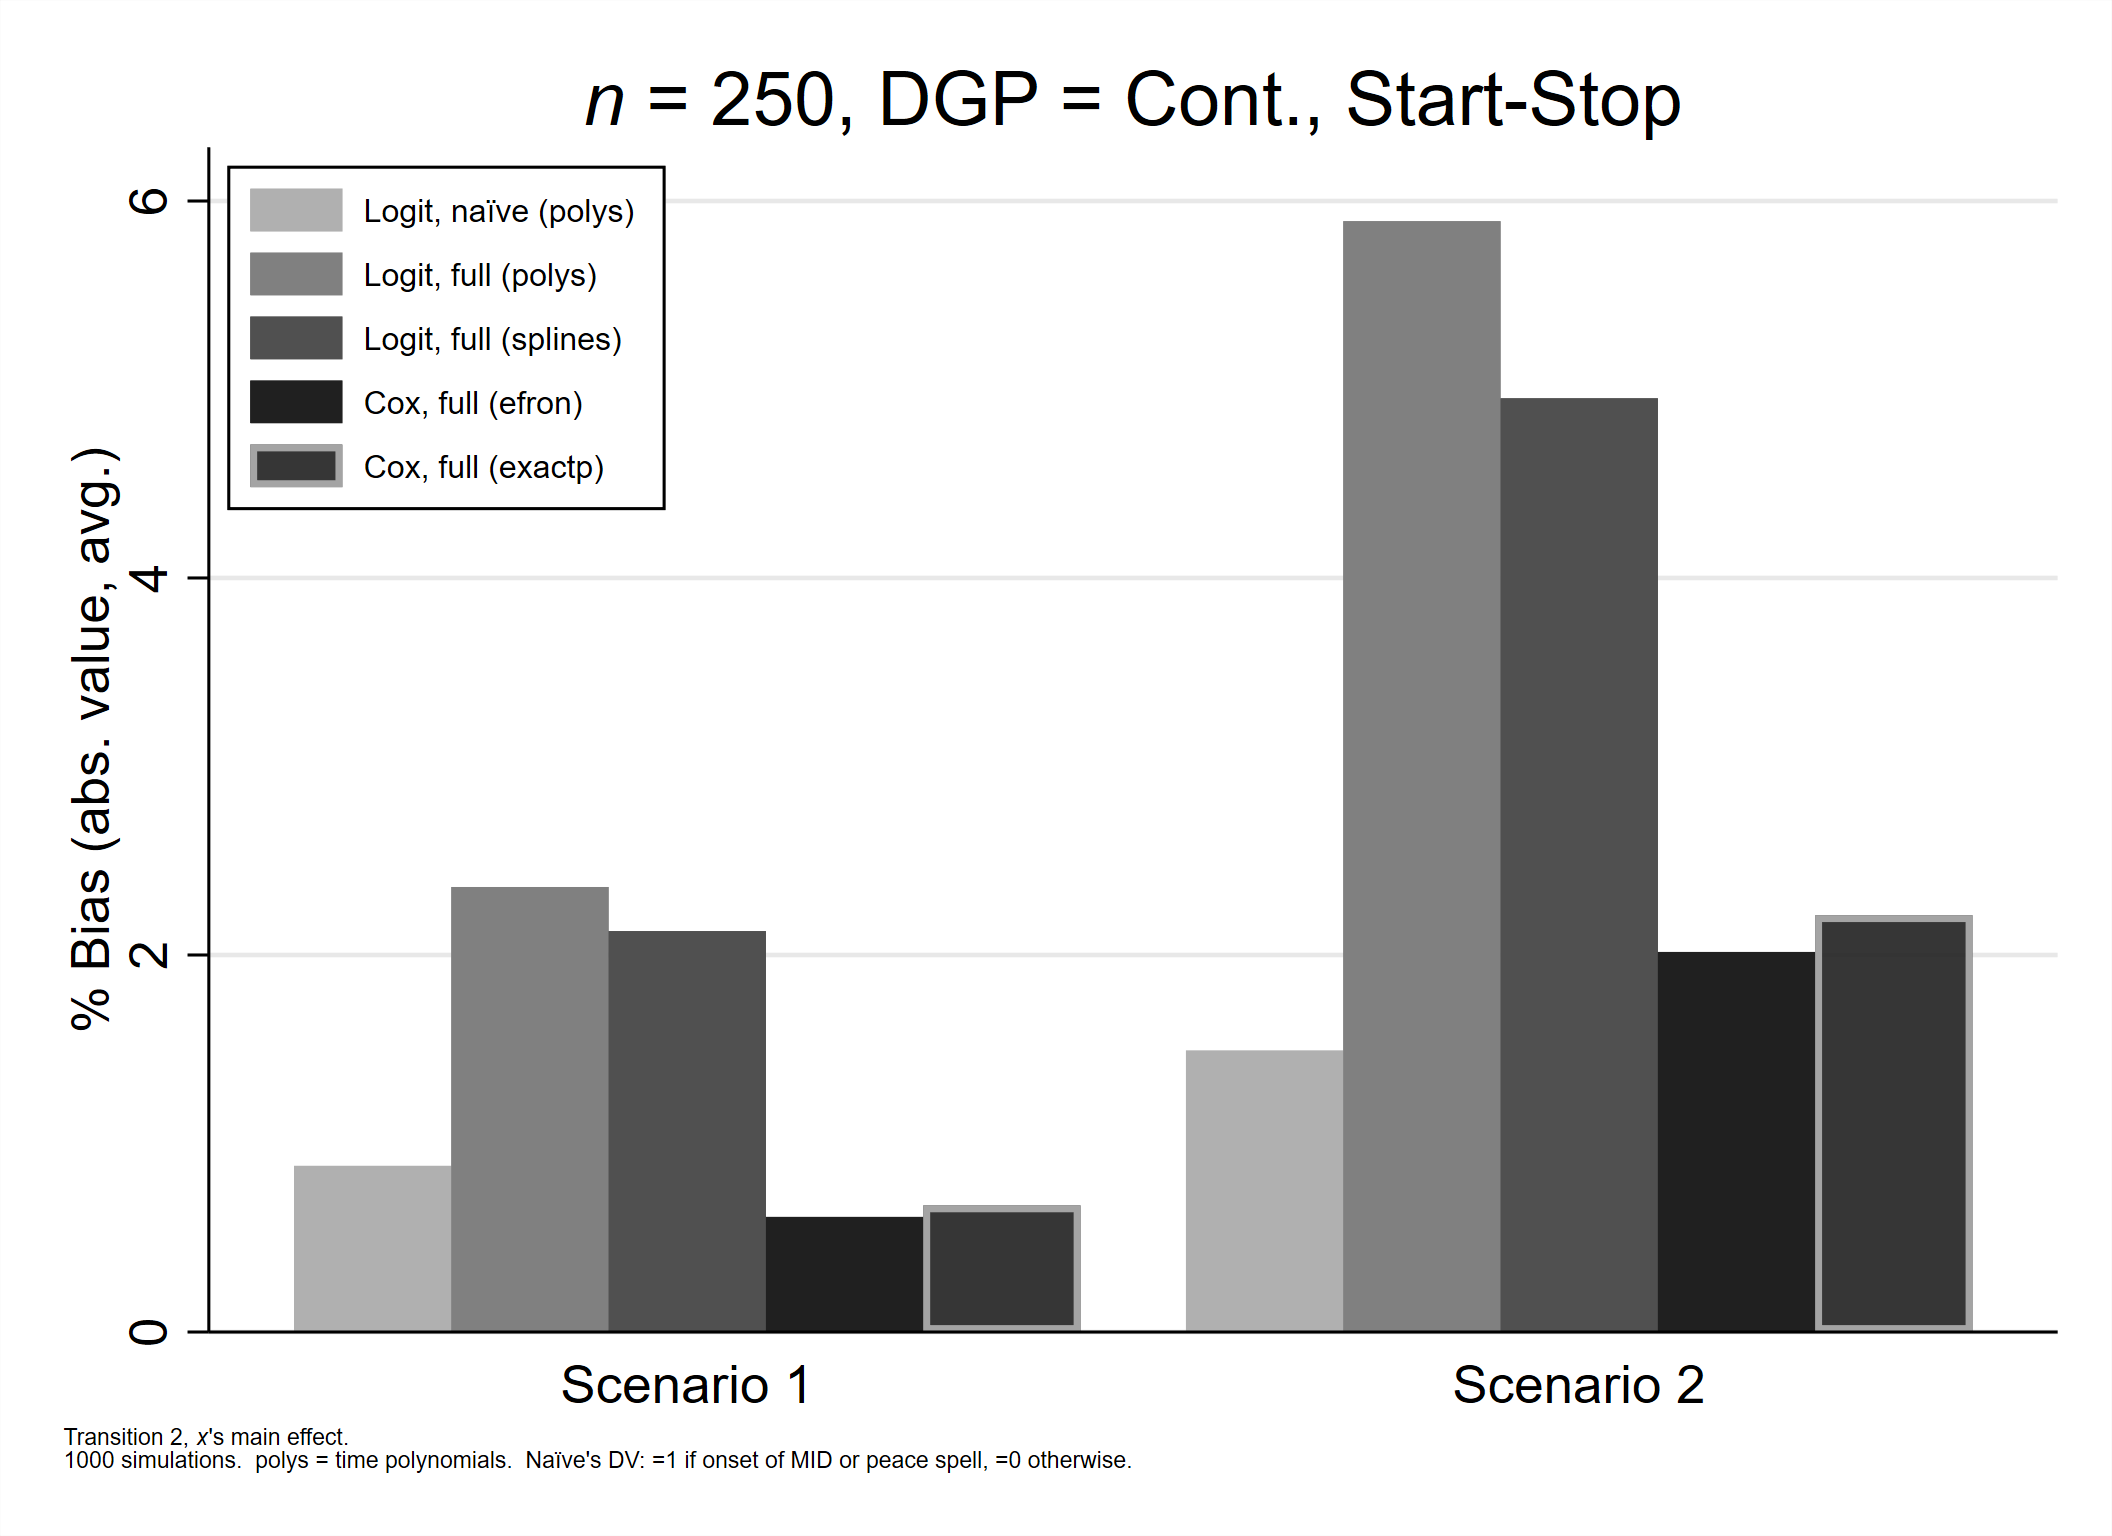 n = 250, DGP = Cont., Start-Stop
Logit, naïve (polys)
Logit, full (polys)
Logit, full (splines)
Cox, full (efron)
Cox, full (exactp)
% Bias (abs. value, avg.)
6
4
2
0
Scenario 1
Scenario 2
Transition 2, x's main effect.
1000 simulations.  polys = time polynomials.  Naïve's DV: =1 if onset of MID or peace spell, =0 otherwise.